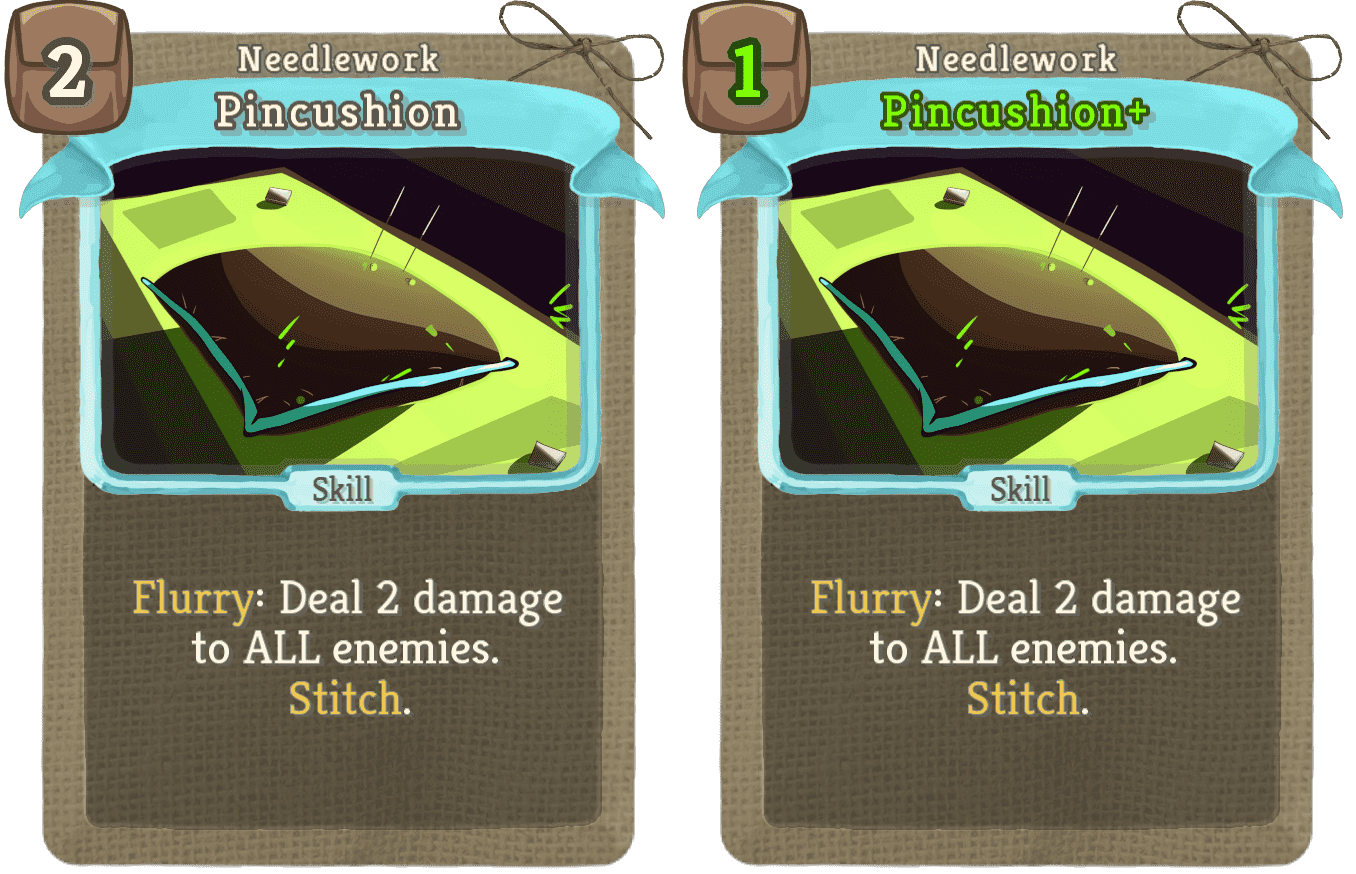 2
Needlework
Pincushion
Skill
Flurry: Deal 2 damage
to ALL enemies.
Stitch.
1
Needlework
Pincushion+
Skill
Flurry: Deal 2 damage
to ALL enemies.
Stitch.